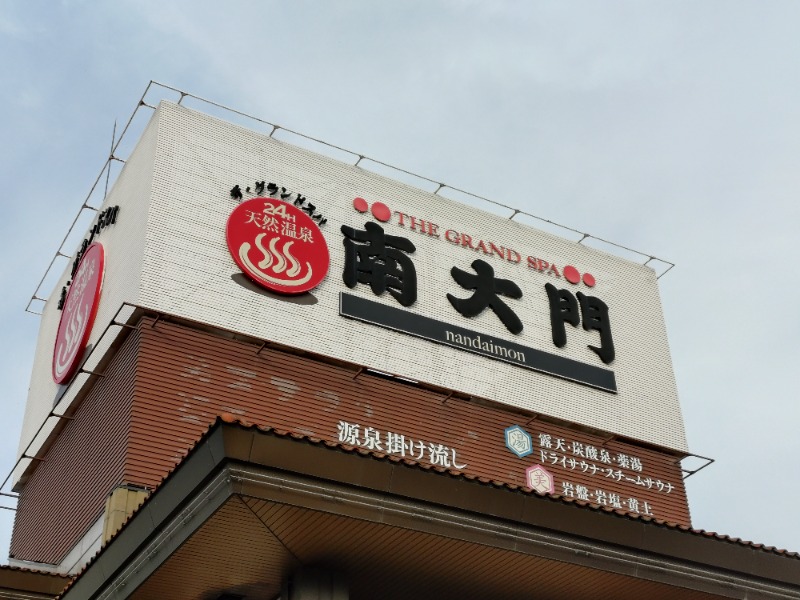 ザ・グランドスパ
24H
天然温泉
THE GRAND SPA
南大門
nandaimon
源泉掛け流し
湯
露天・炭酸泉・薬湯
ドライサウナ・スチームサウナ
美
岩盤・岩塩・黄土